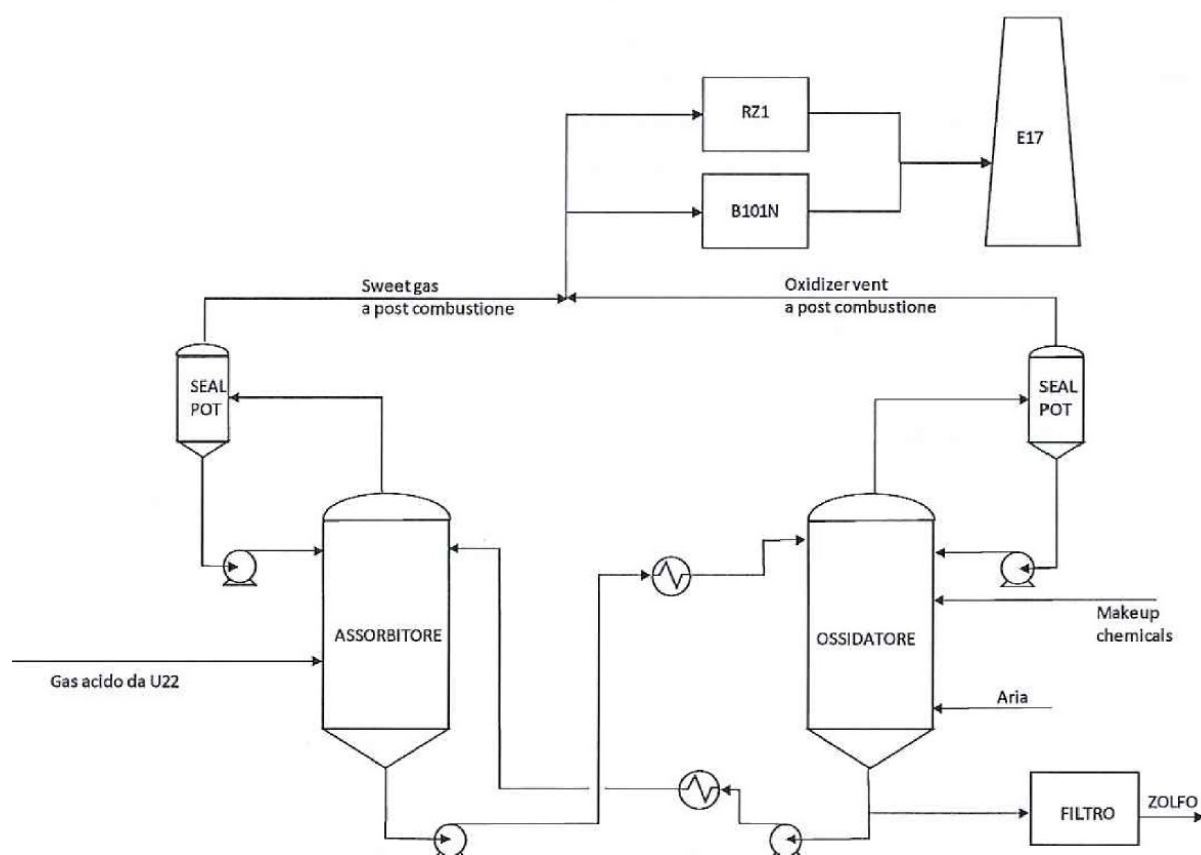 RZ1
E17
B101N
Sweet gas
a post combustione
Oxidizer vent
a post combustione
SEAL
POT
SEAL
POT
ASSORBITORE
OSSIDATORE
Makeup
chemicals
Gas acido da U22
Aria
FILTRO
ZOLFO